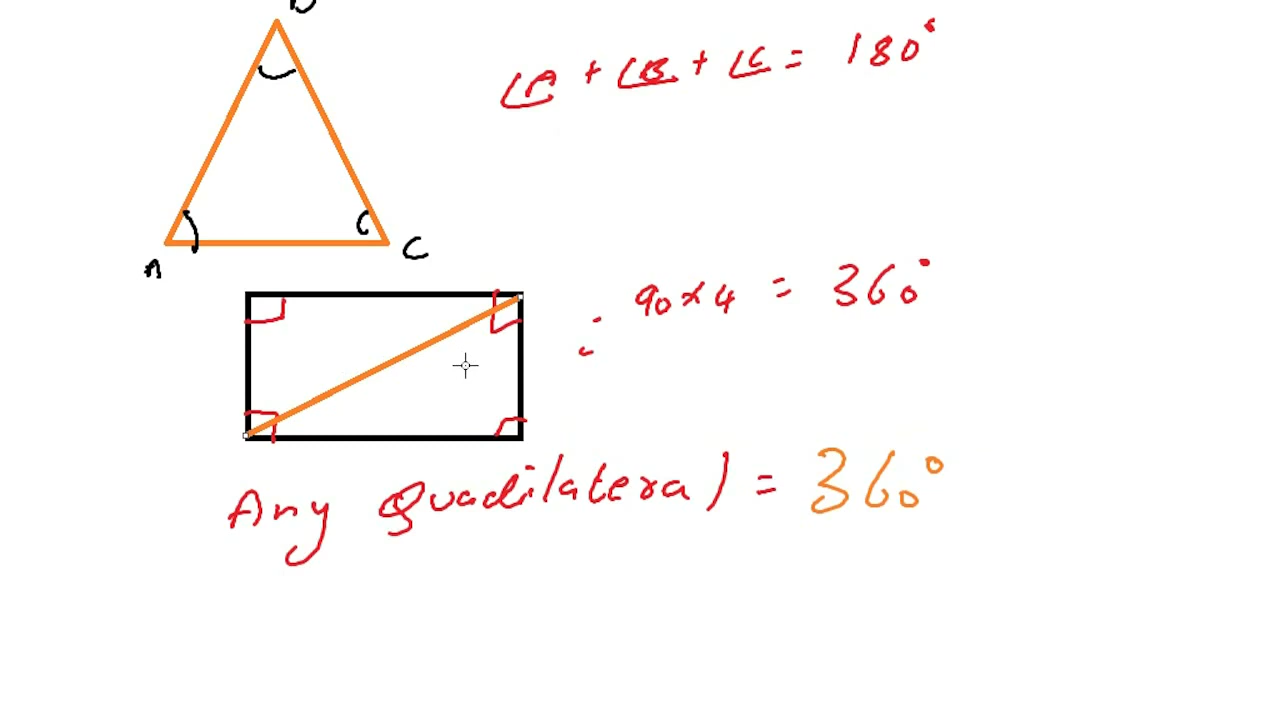 B
∠A + ∠B + ∠C = 180°
A
C
∴ 90 × 4 = 360°
Any Quadilateral = 360°